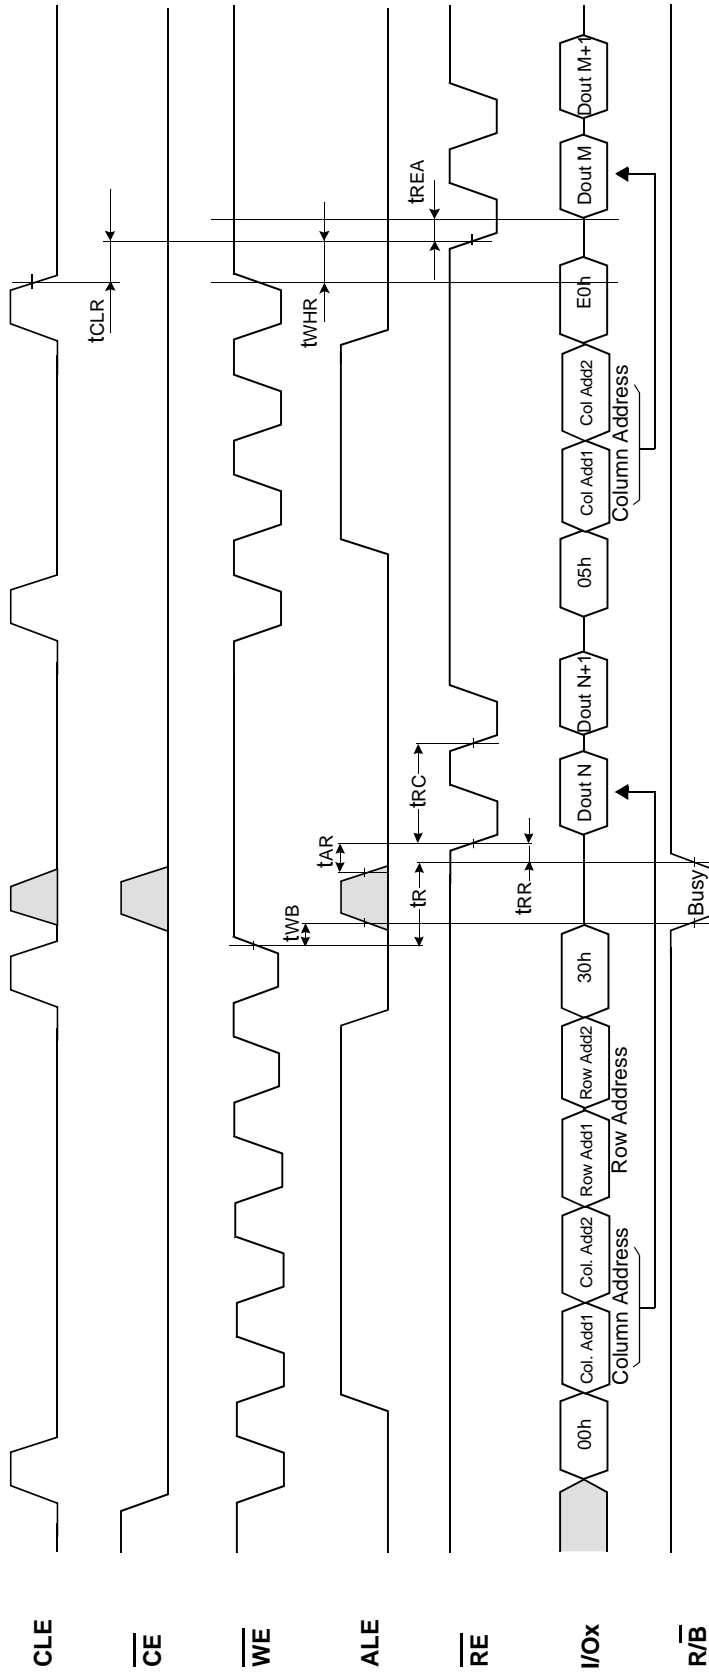 CLE
CE
WE
ALE
RE
I/Ox
R/B
tCLR
tWHR
tWB
tAR
tREA
tR
tRC
tRR
00h
Col. Add1
Col. Add2
Row Add1
Row Add2
30h
Dout N
Dout N+1
05h
Col Add1
Col Add2
E0h
Dout M
Dout M+1
Column Address
Row Address
Column Address
Busy